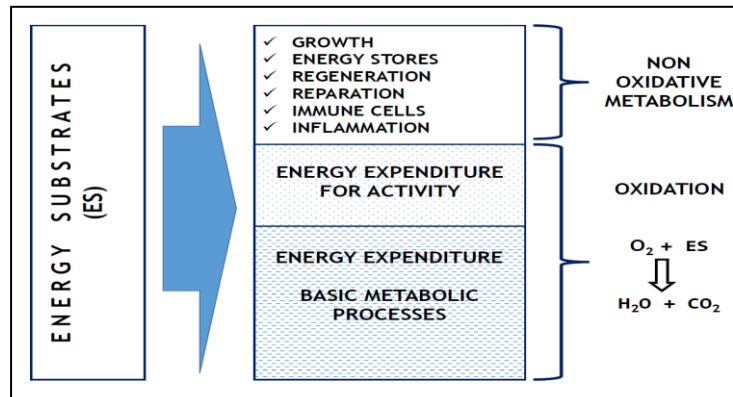 ENERGY SUBSTRATES
(ES)
✓ GROWTH
✓ ENERGY STORES
✓ REGENERATION
✓ REPARATION
✓ IMMUNE CELLS
✓ INFLAMMATION
ENERGY EXPENDITURE
FOR ACTIVITY
ENERGY EXPENDITURE
BASIC METABOLIC
PROCESSES
NON
OXIDATIVE
METABOLISM
OXIDATION
O₂ + ES
H₂O + CO₂